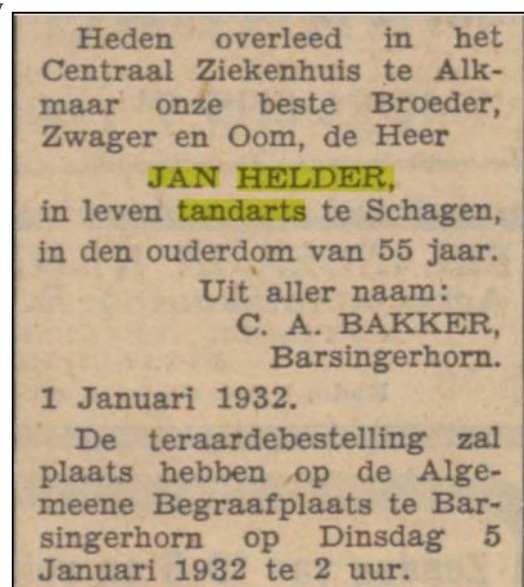 Heden overleed in het
Centraal Ziekenhuis te Alk-
maar onze beste Broeder,
Zwager en Oom, de Heer
JAN HELDER,
in leven tandarts te Schagen,
in den ouderdom van 55 jaar.
Uit aller naam:
C. A. BAKKER,
Barsingerhorn.
1 Januari 1932.
De teraardebestelling zal
plaats hebben op de Alge-
meene Begraafplaats te Bar-
singerhorn op Dinsdag 5
Januari 1932 te 2 uur.